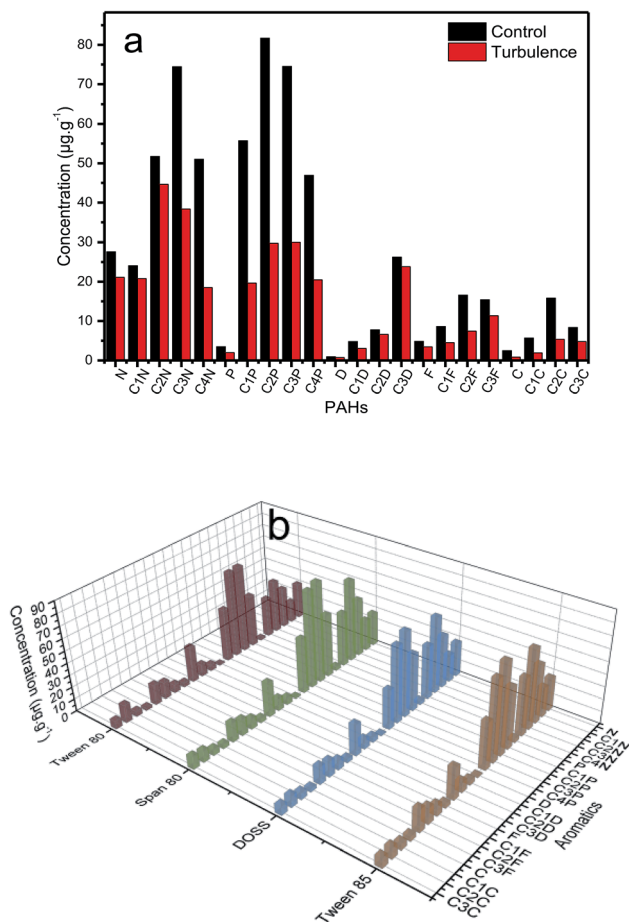 a
Control
Turbulence
Concentration (μg.g⁻¹)
80
70
60
50
40
30
20
10
0
N
C1N
C2N
C3N
C4N
P
C1P
C2P
C3P
C4P
D
C1D
C2D
C3D
F
C1F
C2F
C3F
C
C1C
C2C
C3C
PAHs
b
Concentration (μg.g⁻¹)
90
80
70
60
50
40
30
20
10
0
Tween 80
Span 80
DOSS
Tween 85
Aromatics